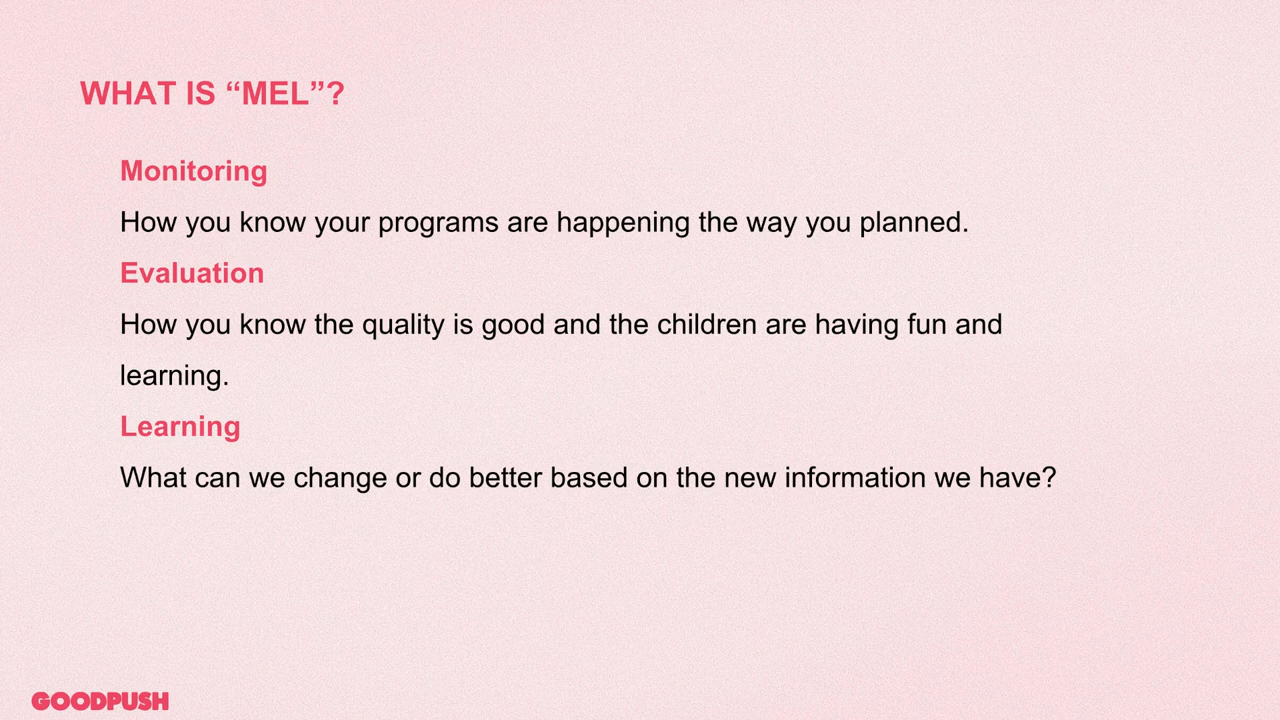 WHAT IS “MEL”?
Monitoring
How you know your programs are happening the way you planned.
Evaluation
How you know the quality is good and the children are having fun and
learning.
Learning
What can we change or do better based on the new information we have?
GOODPUSH